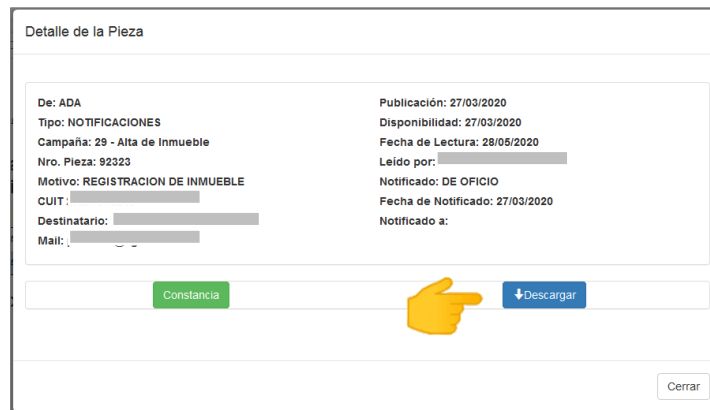 Detalle de la Pieza
De: ADA
Tipo: NOTIFICACIONES
Campaña: 29 - Alta de Inmueble
Nro. Pieza: 92323
Motivo: REGISTRACION DE INMUEBLE
CUIT:
Destinatario:
Mail:
Publicación: 27/03/2020
Disponibilidad: 27/03/2020
Fecha de Lectura: 28/05/2020
Leído por:
Notificado: DE OFICIO
Fecha de Notificado: 27/03/2020
Notificado a:
Constancia
Descargar
Cerrar